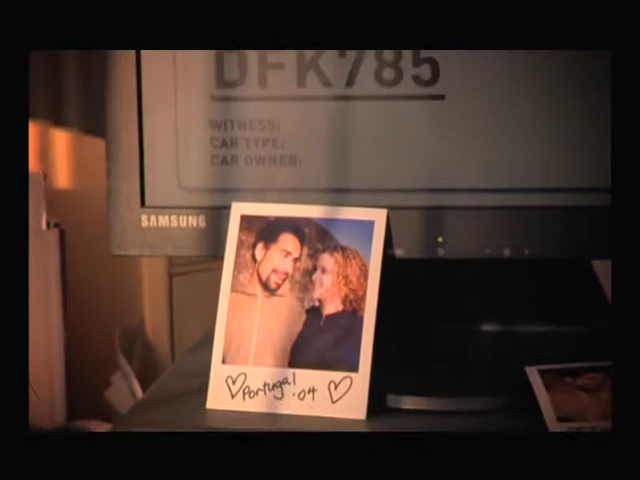 DFK785
WITNESS:
CAR TYPE:
CAR OWNER:
SAMSUNG
Portugal .04